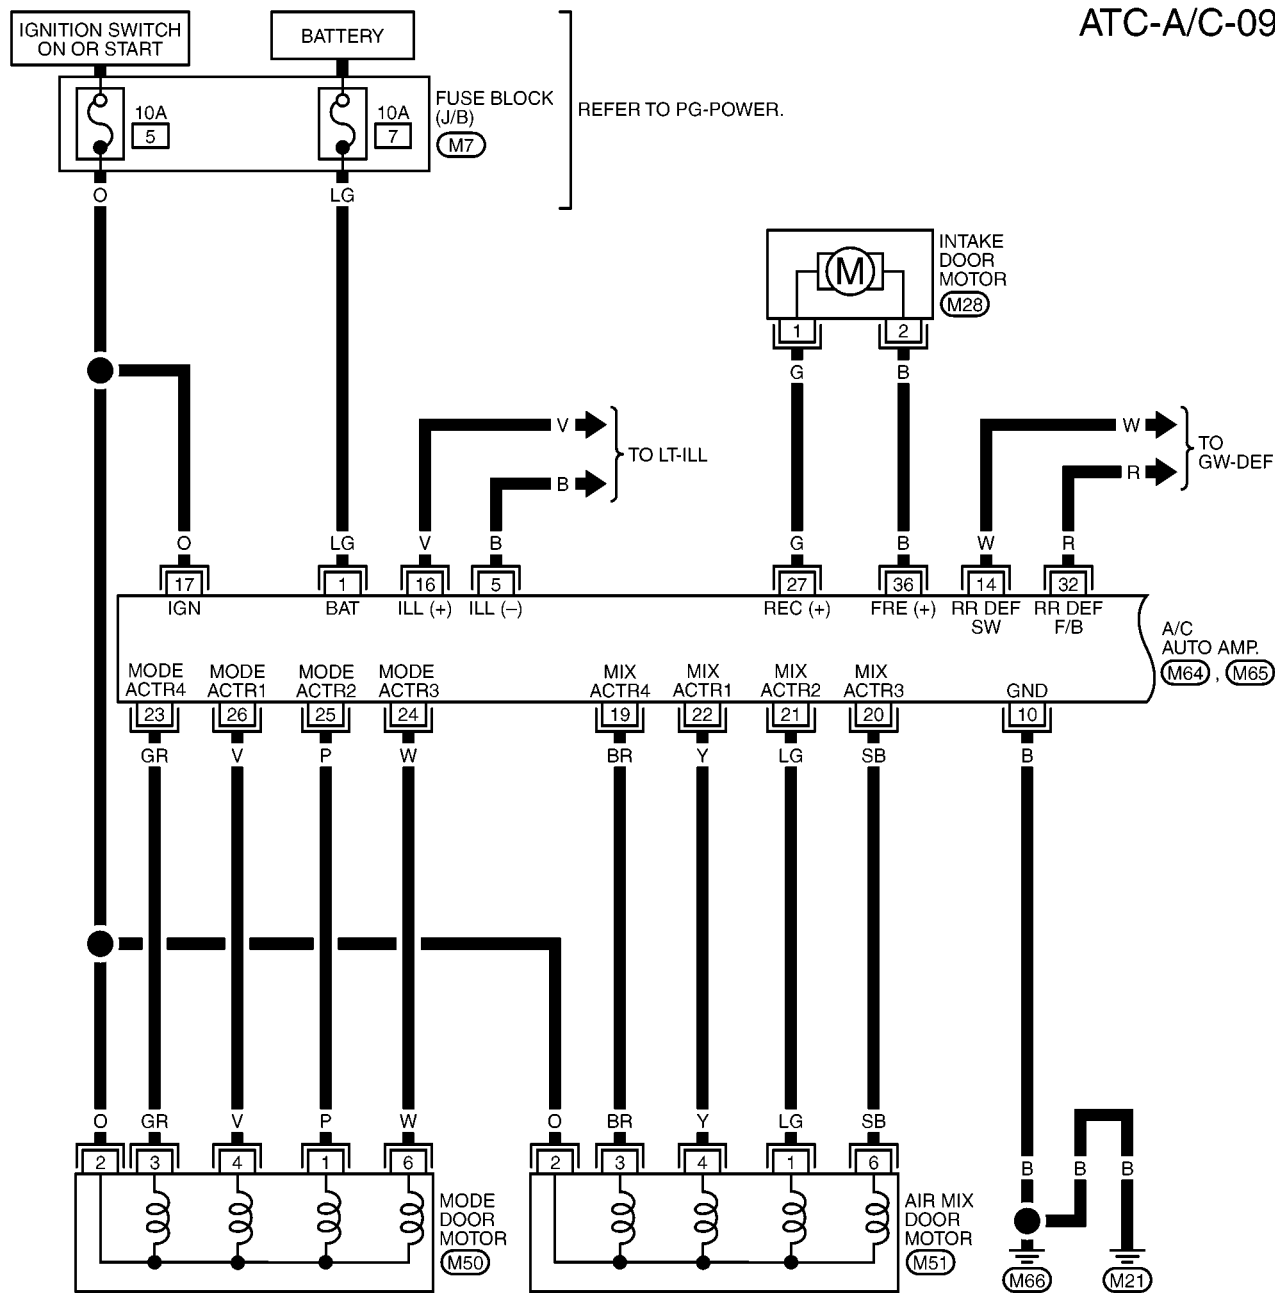 ATC-A/C-09
IGNITION SWITCH
ON OR START
BATTERY
10A
5
10A
7
FUSE BLOCK
(J/B)
M7
REFER TO PG-POWER.
O
LG
M
INTAKE
DOOR
MOTOR
M28
1
2
G
B
V
B
TO LT-ILL
W
R
TO
GW-DEF
O
LG
V
B
G
B
W
R
17
1
16
5
27
36
14
32
IGN
BAT
ILL (+)
ILL (–)
REC (+)
FRE (+)
RR DEF
SW
RR DEF
F/B
A/C
AUTO AMP.
M64 , M65
MODE
ACTR4
MODE
ACTR1
MODE
ACTR2
MODE
ACTR3
MIX
ACTR4
MIX
ACTR1
MIX
ACTR2
MIX
ACTR3
GND
23
26
25
24
19
22
21
20
10
GR
V
P
W
BR
Y
LG
SB
B
O
GR
V
P
W
O
BR
Y
LG
SB
2
3
4
1
6
2
3
4
1
6
B
B
B
MODE
DOOR
MOTOR
M50
AIR MIX
DOOR
MOTOR
M51
M66
M21